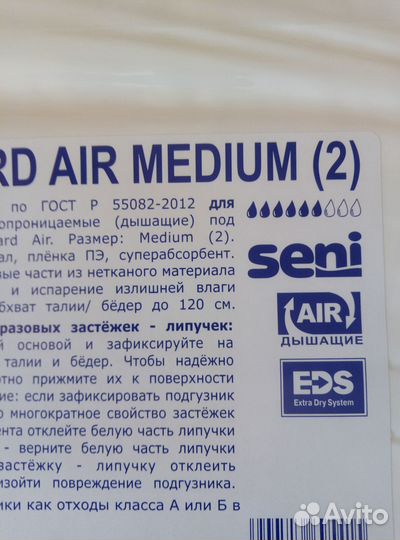 RD AIR MEDIUM (2)
по ГОСТ Р 55082-2012 для
опроницаемые (дышащие) под
ard Air. Размер: Medium (2).
ал, плёнка ПЭ, суперабсорбент.
вые части из нетканого материала
и испарение излишней влаги
бхват талии/ бёдер до 120 см.
разовых застёжек - липучек:
й основой и зафиксируйте на
талии и бёдер. Чтобы надёжно
отно прижмите их к поверхности
ие: если зафиксировать подгузник
о многократное свойство застёжек
ента отклейте белую часть липучки
- верните белую часть липучки
застёжку - липучку отклеить
изойти повреждение подгузника.
ики как отходы класса А или Б в
seni
AIR
ДЫШАЩИЕ
EDS
Extra Dry System
Avito